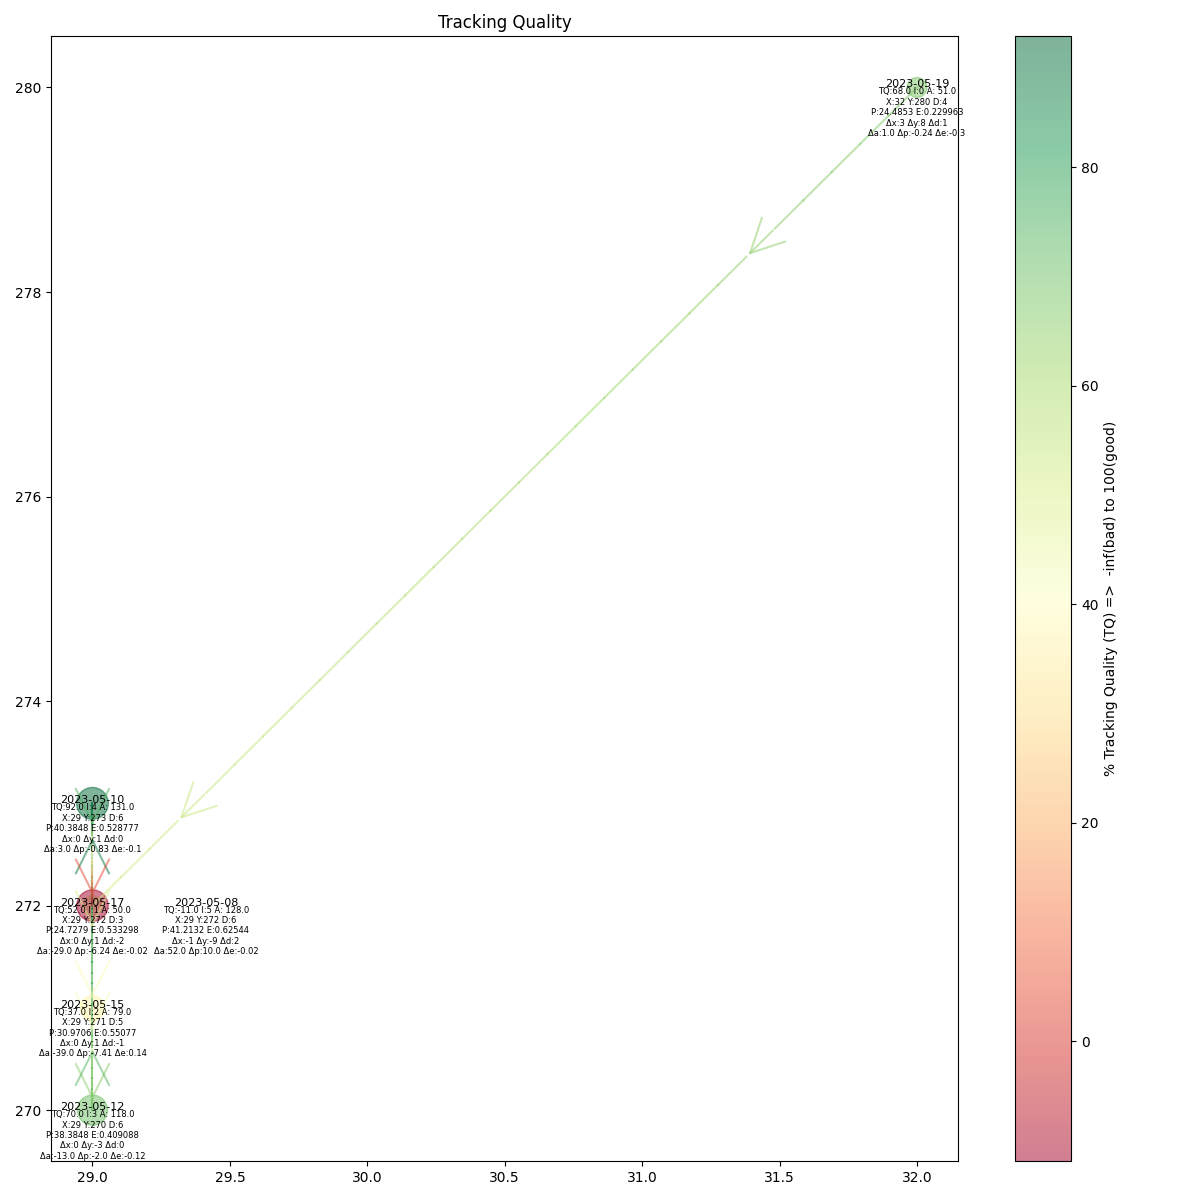 Tracking Quality
280
278
276
274
272
270
2023-05-19
TQ:68.0 I:0 A: 51.0
X:32 Y:280 D:4
P:24.4853 E:0.229963
Δx:3 Δy:8 Δd:1
Δa:1.0 Δp:-0.24 Δe:-0.3
2023-05-10
TQ:92.0 I:4 A: 131.0
X:29 Y:273 D:6
P:40.3848 E:0.528777
Δx:0 Δy:1 Δd:0
Δa:3.0 Δp:-0.83 Δe:-0.1
2023-05-17
TQ:52.0 I:1 A: 50.0
X:29 Y:272 D:3
P:24.7279 E:0.533298
Δx:0 Δy:1 Δd:-2
Δa:-29.0 Δp:-6.24 Δe:-0.02
2023-05-08
TQ:-11.0 I:5 A: 128.0
X:29 Y:272 D:6
P:41.2132 E:0.62544
Δx:-1 Δy:-9 Δd:2
Δa:52.0 Δp:10.0 Δe:-0.02
2023-05-15
TQ:37.0 I:2 A: 79.0
X:29 Y:271 D:5
P:30.9706 E:0.55077
Δx:0 Δy:1 Δd:-1
Δa:-39.0 Δp:-7.41 Δe:0.14
2023-05-12
TQ:70.0 I:3 A: 118.0
X:29 Y:270 D:6
P:38.3848 E:0.409088
Δx:0 Δy:-3 Δd:0
Δa:-13.0 Δp:-2.0 Δe:-0.12
29.0
29.5
30.0
30.5
31.0
31.5
32.0
80
60
40
20
0
% Tracking Quality (TQ) => -inf(bad) to 100(good)